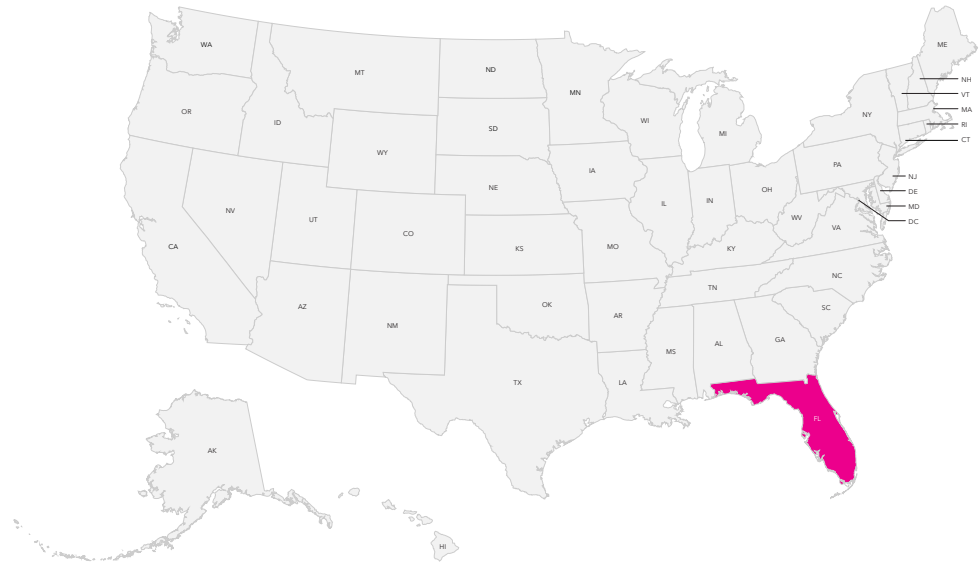 WA
ME
MT
ND
NH
MN
VT
OR
MA
NY
ID
WI
RI
SD
MI
CT
WY
PA
IA
NJ
NE
OH
DE
IN
IL
MD
NV
WV
UT
DC
VA
CO
CA
MO
KY
KS
NC
TN
AZ
OK
SC
AR
NM
GA
AL
MS
TX
LA
FL
AK
HI